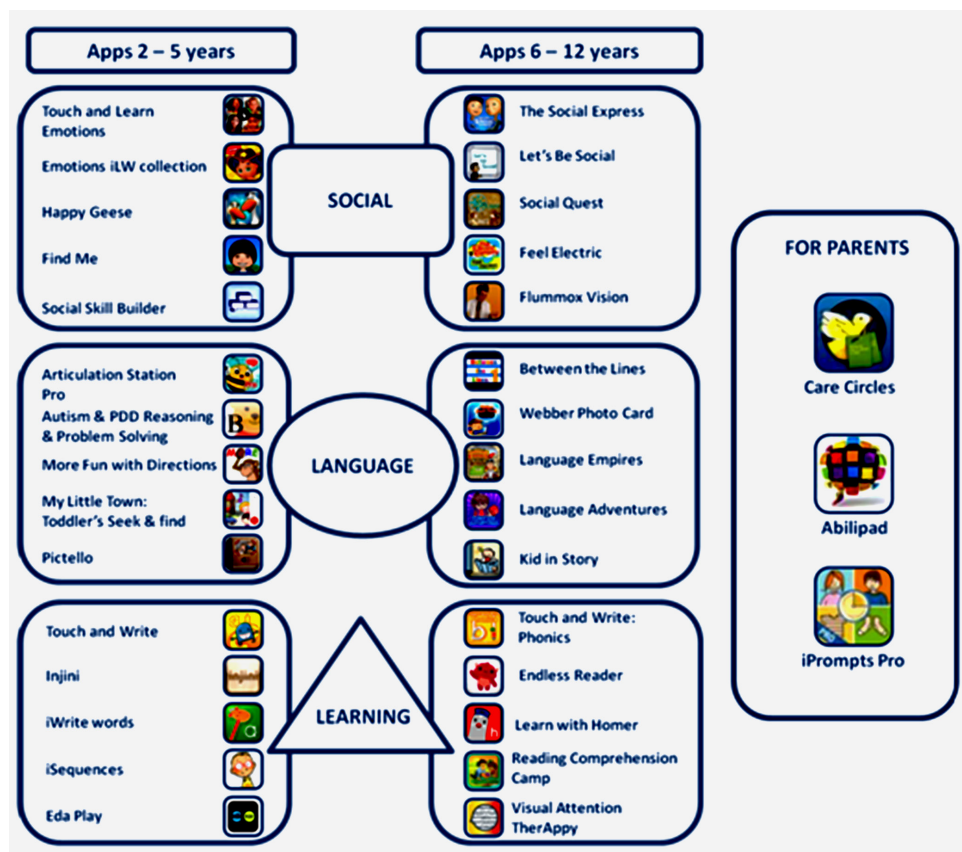 Apps 2 – 5 years
Apps 6 – 12 years
Touch and Learn
Emotions
Emotions iLW collection
Happy Geese
Find Me
Social Skill Builder
SOCIAL
The Social Express
Let's Be Social
Social Quest
Feel Electric
Flummox Vision
Articulation Station
Pro
Autism & PDD Reasoning
& Problem Solving
More Fun with Directions
My Little Town:
Toddler's Seek & find
Pictello
LANGUAGE
Between the Lines
Webber Photo Card
Language Empires
Language Adventures
Kid in Story
Touch and Write
Injini
iWrite words
iSequences
Eda Play
LEARNING
Touch and Write:
Phonics
Endless Reader
Learn with Homer
Reading Comprehension
Camp
Visual Attention
TherAppy
FOR PARENTS
Care Circles
Abilipad
iPrompts Pro